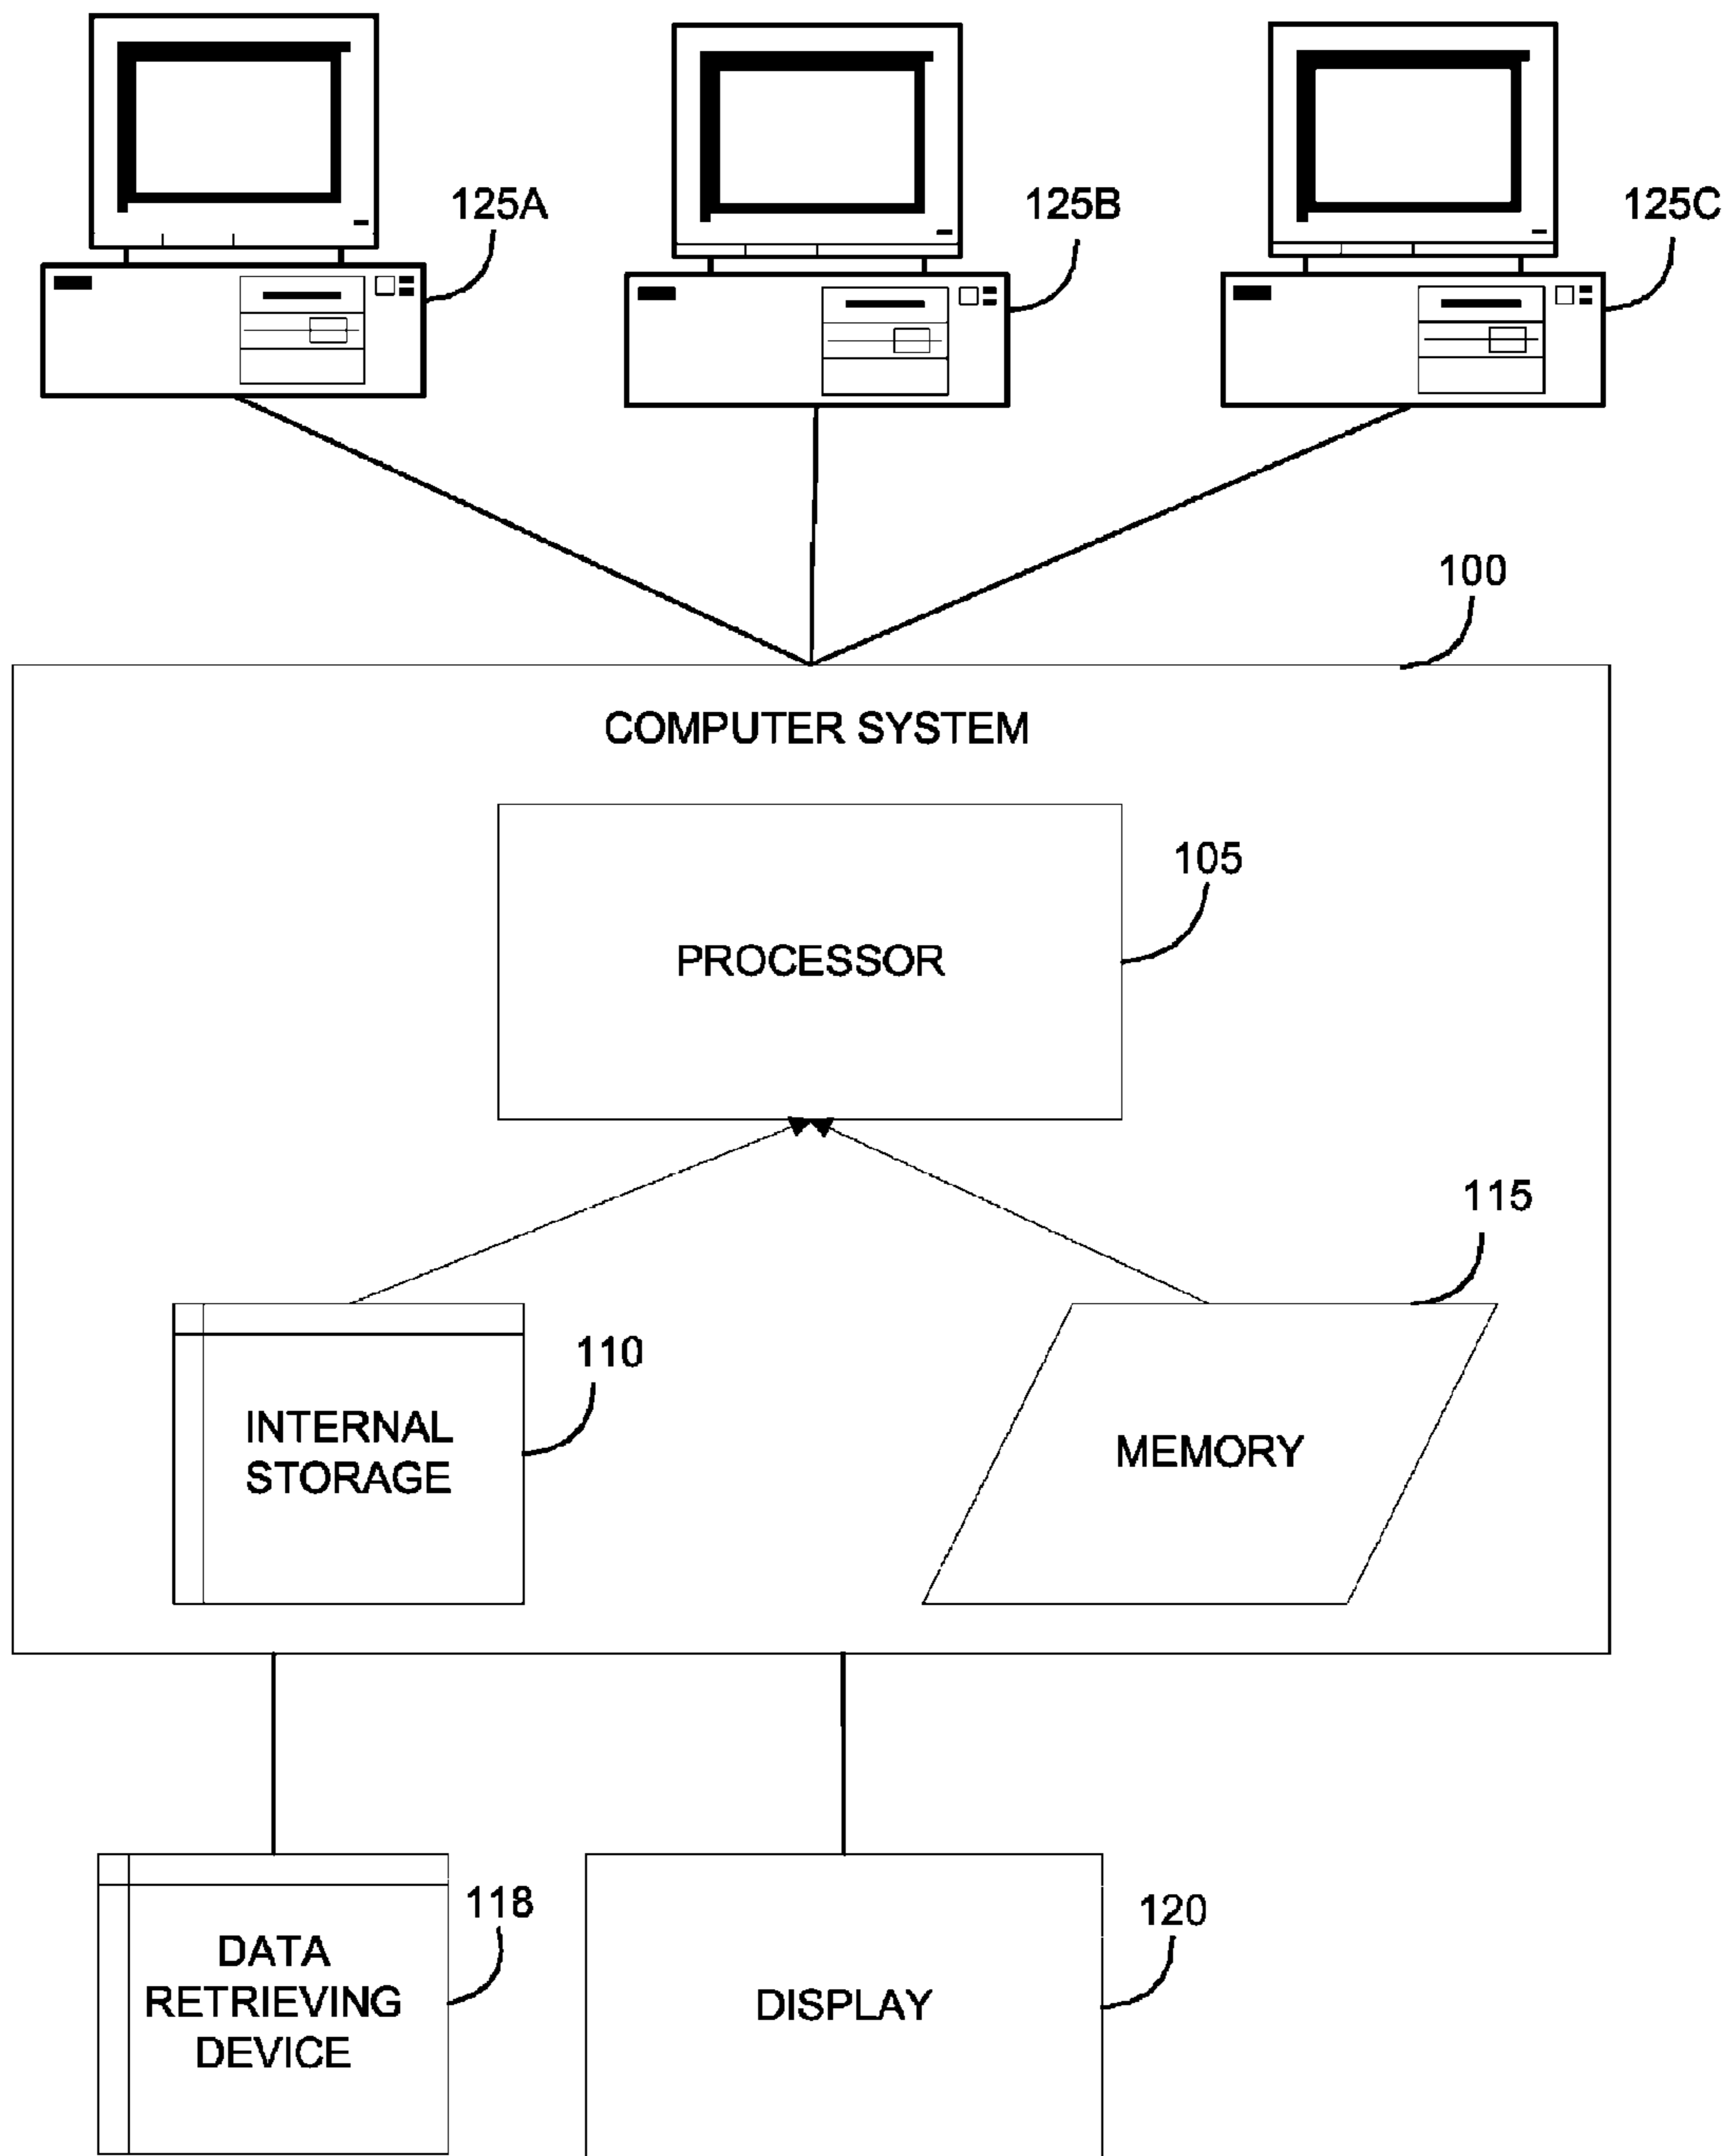 125A
125B
125C
100
COMPUTER SYSTEM
105
PROCESSOR
115
110
INTERNAL
STORAGE
MEMORY
118
120
DATA
RETRIEVING
DEVICE
DISPLAY